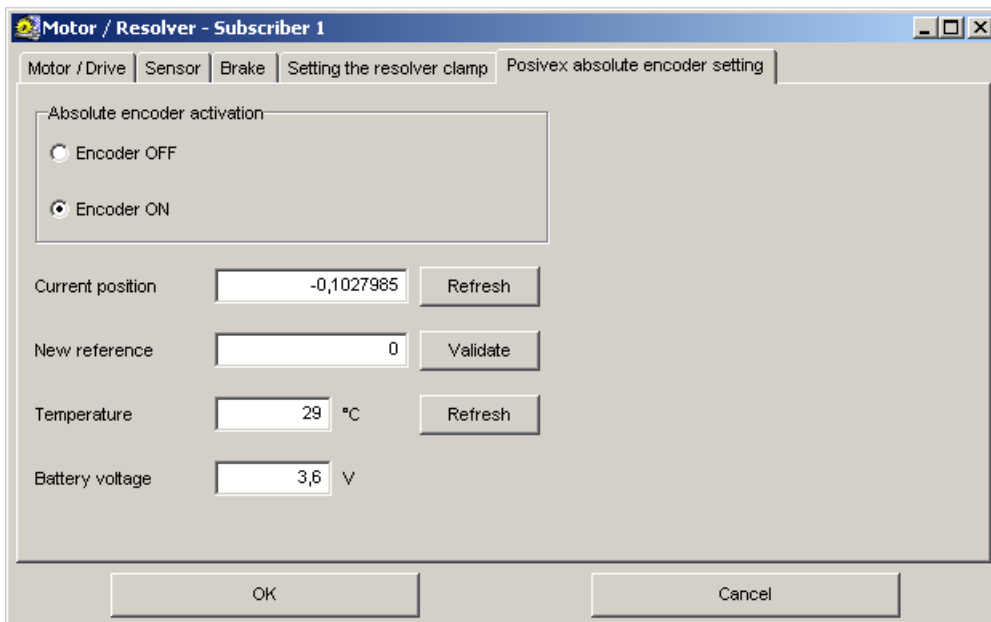 Motor / Resolver - Subscriber 1
Motor / Drive Sensor Brake Setting the resolver clamp Posivex absolute encoder setting
Absolute encoder activation
Encoder OFF
Encoder ON
Current position -0,1027985 Refresh
New reference 0 Validate
Temperature 29 °C Refresh
Battery voltage 3,6 V
OK Cancel